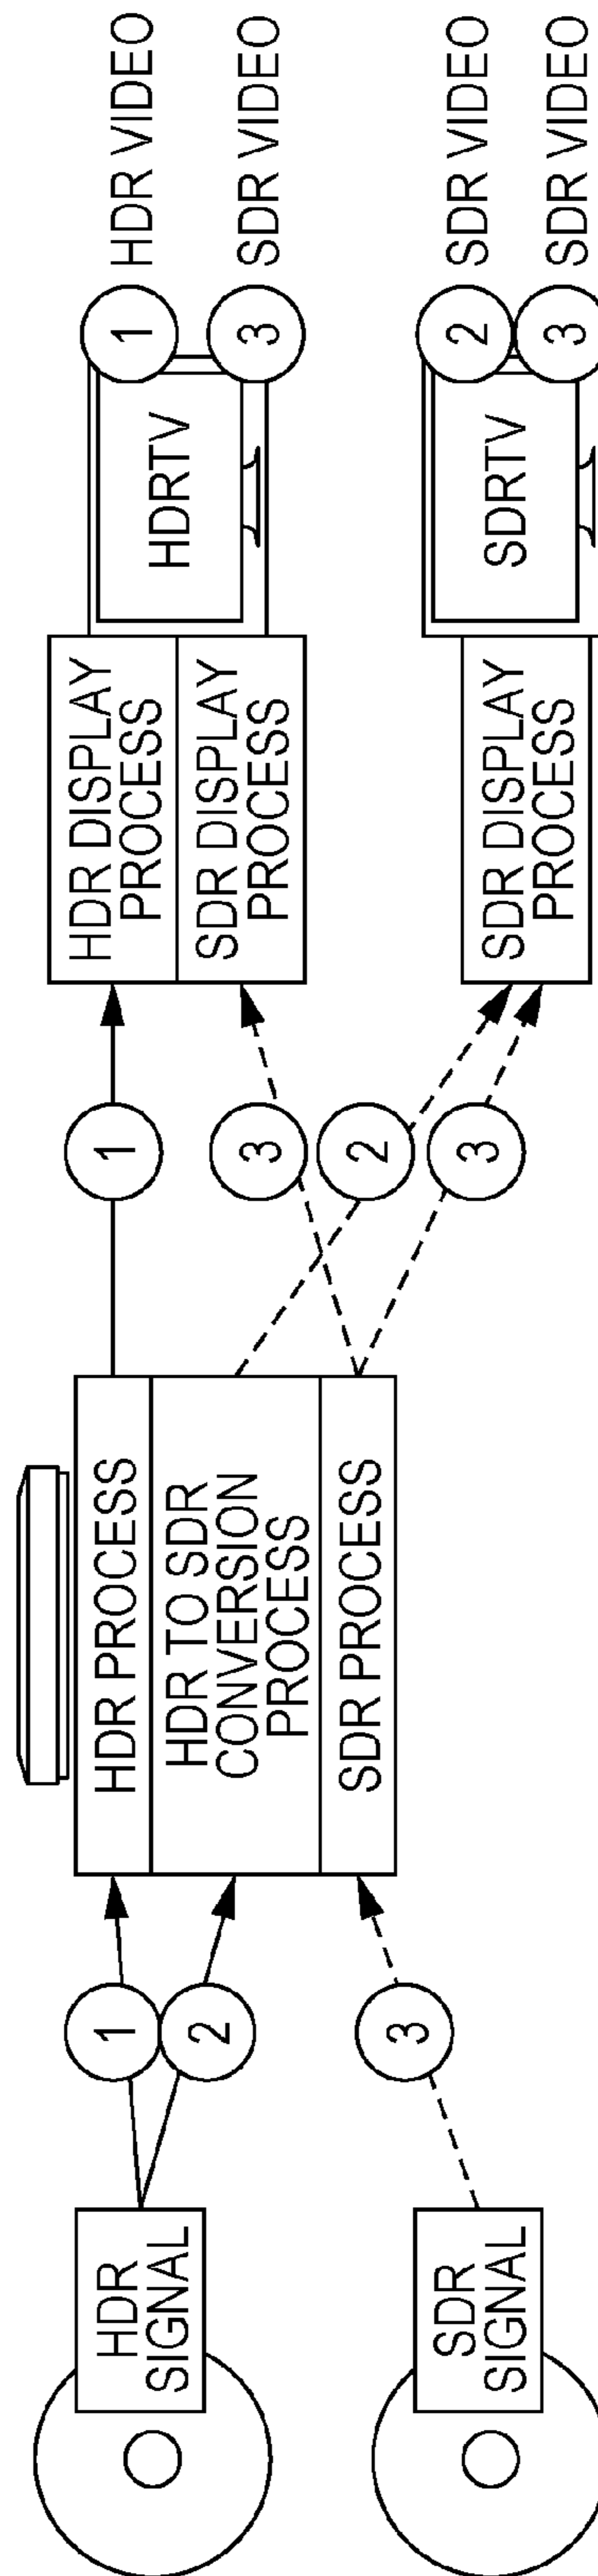 HDR
SIGNAL
SDR
SIGNAL
1
2
3
HDR PROCESS
HDR TO SDR
CONVERSION
PROCESS
SDR PROCESS
1
3
2
3
HDR DISPLAY
PROCESS
SDR DISPLAY
PROCESS
SDR DISPLAY
PROCESS
HDRTV
SDRTV
1
HDR VIDEO
3
SDR VIDEO
2
SDR VIDEO
3
SDR VIDEO